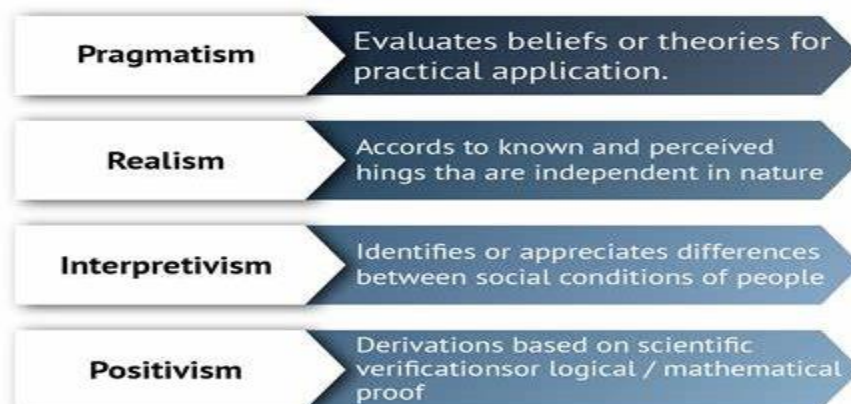 Pragmatism
Evaluates beliefs or theories for
practical application.
Realism
Accords to known and perceived
hings tha are independent in nature
Interpretivism
Identifies or appreciates differences
between social conditions of people
Positivism
Derivations based on scientific
verificationsor logical / mathematical
proof